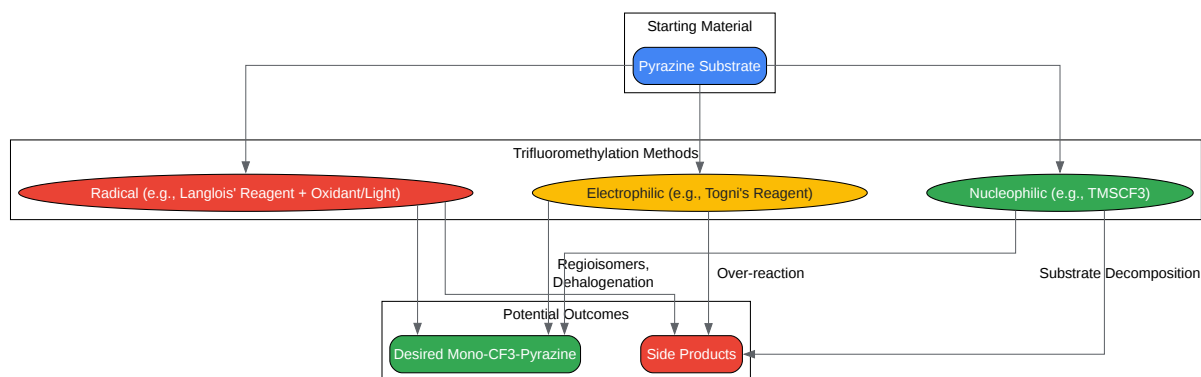 Starting Material
Pyrazine Substrate
Trifluoromethylation Methods
Radical (e.g., Langlois' Reagent + Oxidant/Light)
Electrophilic (e.g., Togni's Reagent)
Nucleophilic (e.g., TMSCF3)
Regioisomers,
Dehalogenation
Over-reaction
Substrate Decomposition
Potential Outcomes
Desired Mono-CF3-Pyrazine
Side Products